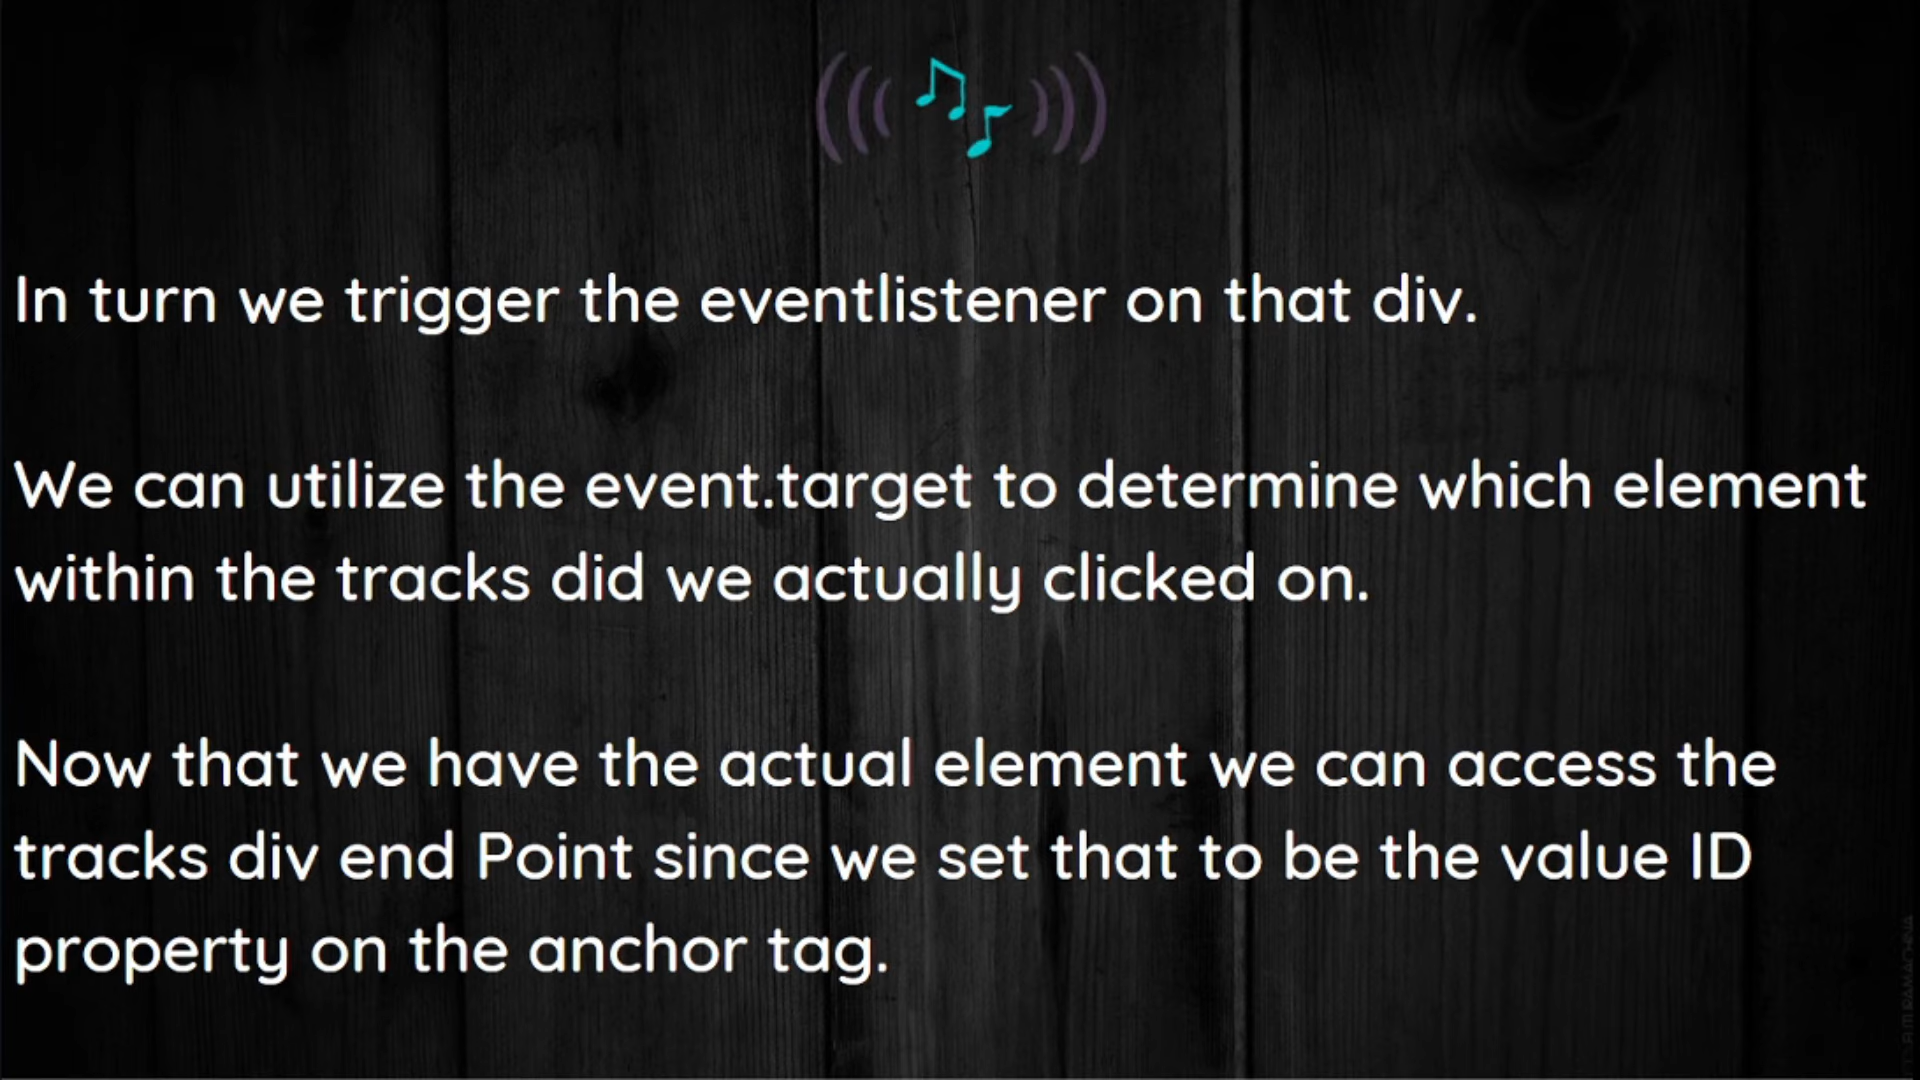 In turn we trigger the eventlistener on that div.
We can utilize the event.target to determine which element
within the tracks did we actually clicked on.
Now that we have the actual element we can access the
tracks div end Point since we set that to be the value ID
property on the anchor tag.